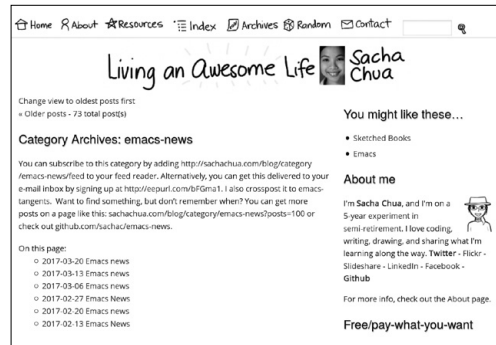 Home About Resources Index Archives Random Contact
Living an Awesome Life Sacha
Chua
Change view to oldest posts first
« Older posts - 73 total post(s)
Category Archives: emacs-news
You can subscribe to this category by adding http://sachachua.com/blog/category
/emacs-news/feed to your feed reader. Alternatively, you can get this delivered to your
e-mail inbox by signing up at http://eepurl.com/bFGma1. I also crosspost it to emacs-
tangents. Want to find something, but don't remember when? You can get more
posts on a page like this: sachachua.com/blog/category/emacs-news?posts=100 or
check out github.com/sachac/emacs-news.
On this page:
2017-03-20 Emacs news
2017-03-13 Emacs news
2017-03-06 Emacs news
2017-02-27 Emacs News
2017-02-20 Emacs news
2017-02-13 Emacs News
You might like these...
Sketched Books
Emacs
About me
I'm Sacha Chua, and I'm on a
5-year experiment in
semi-retirement. I love coding,
writing, drawing, and sharing what I'm
learning along the way. Twitter - Flickr -
Slideshare - LinkedIn - Facebook -
Github
For more info, check out the About page.
Free/pay-what-you-want